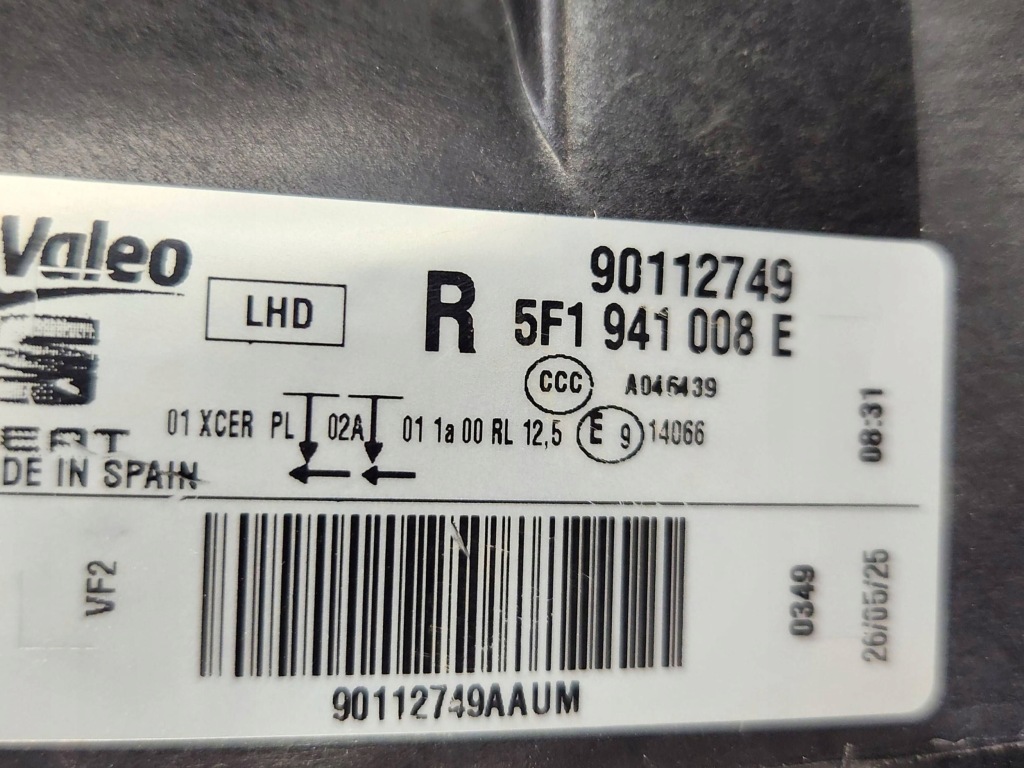 Valeo
LHD
R
90112749
5F1 941 008 E
CCC
A046439
01 XCER PL 02A 01 1a 00 RL 12,5 E 9 14066
EAT
DE IN SPAIN
08:31
VF2
0349
26/05/25
90112749AAUM